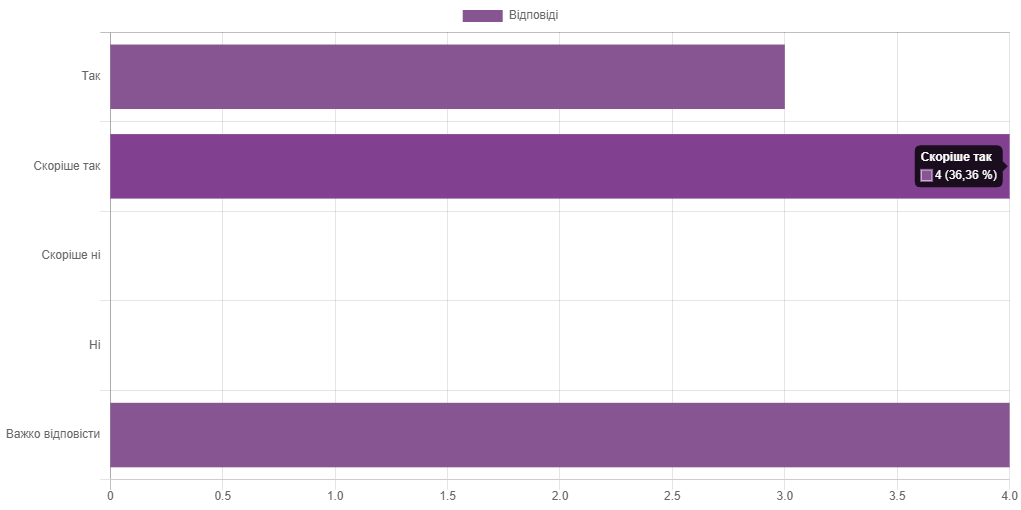 Відповіді
Так
Скоріше так
Скоріше так
4 (36,36 %)
Скоріше ні
Ні
Важко відповісти
0 0.5 1.0 1.5 2.0 2.5 3.0 3.5 4.0